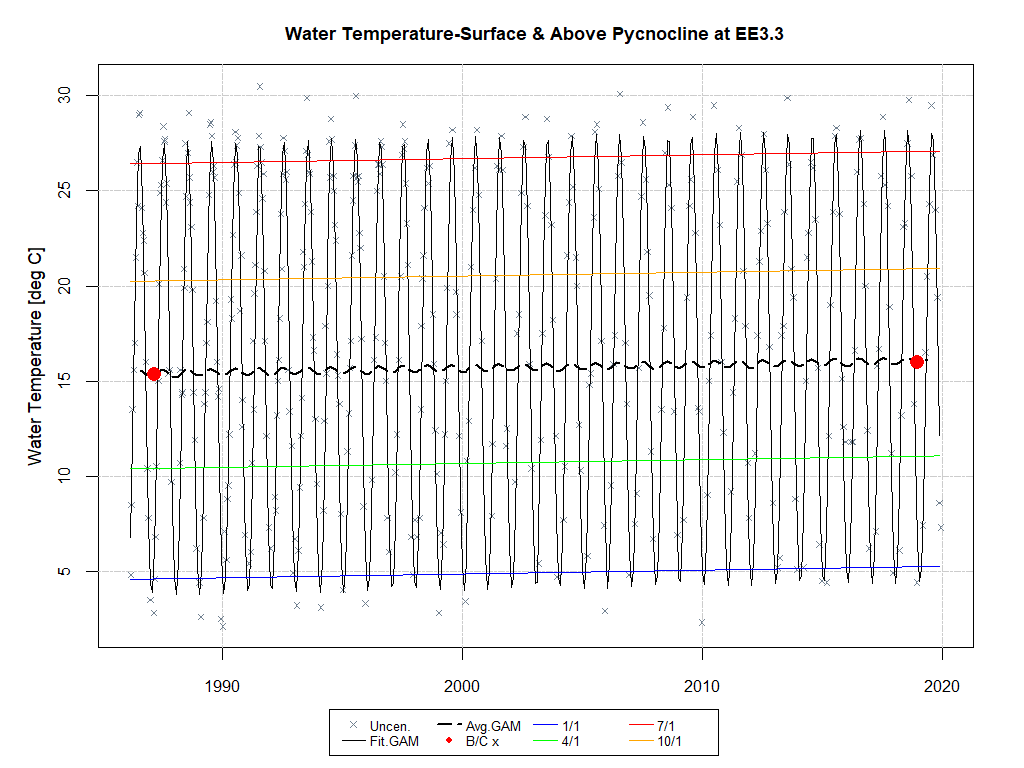 Water Temperature-Surface & Above Pycnocline at EE3.3
Water Temperature [deg C]
30
25
20
15
10
5
1990 2000 2010 2020
Uncen. Avg.GAM 1/1 7/1
Fit.GAM B/C x 4/1 10/1